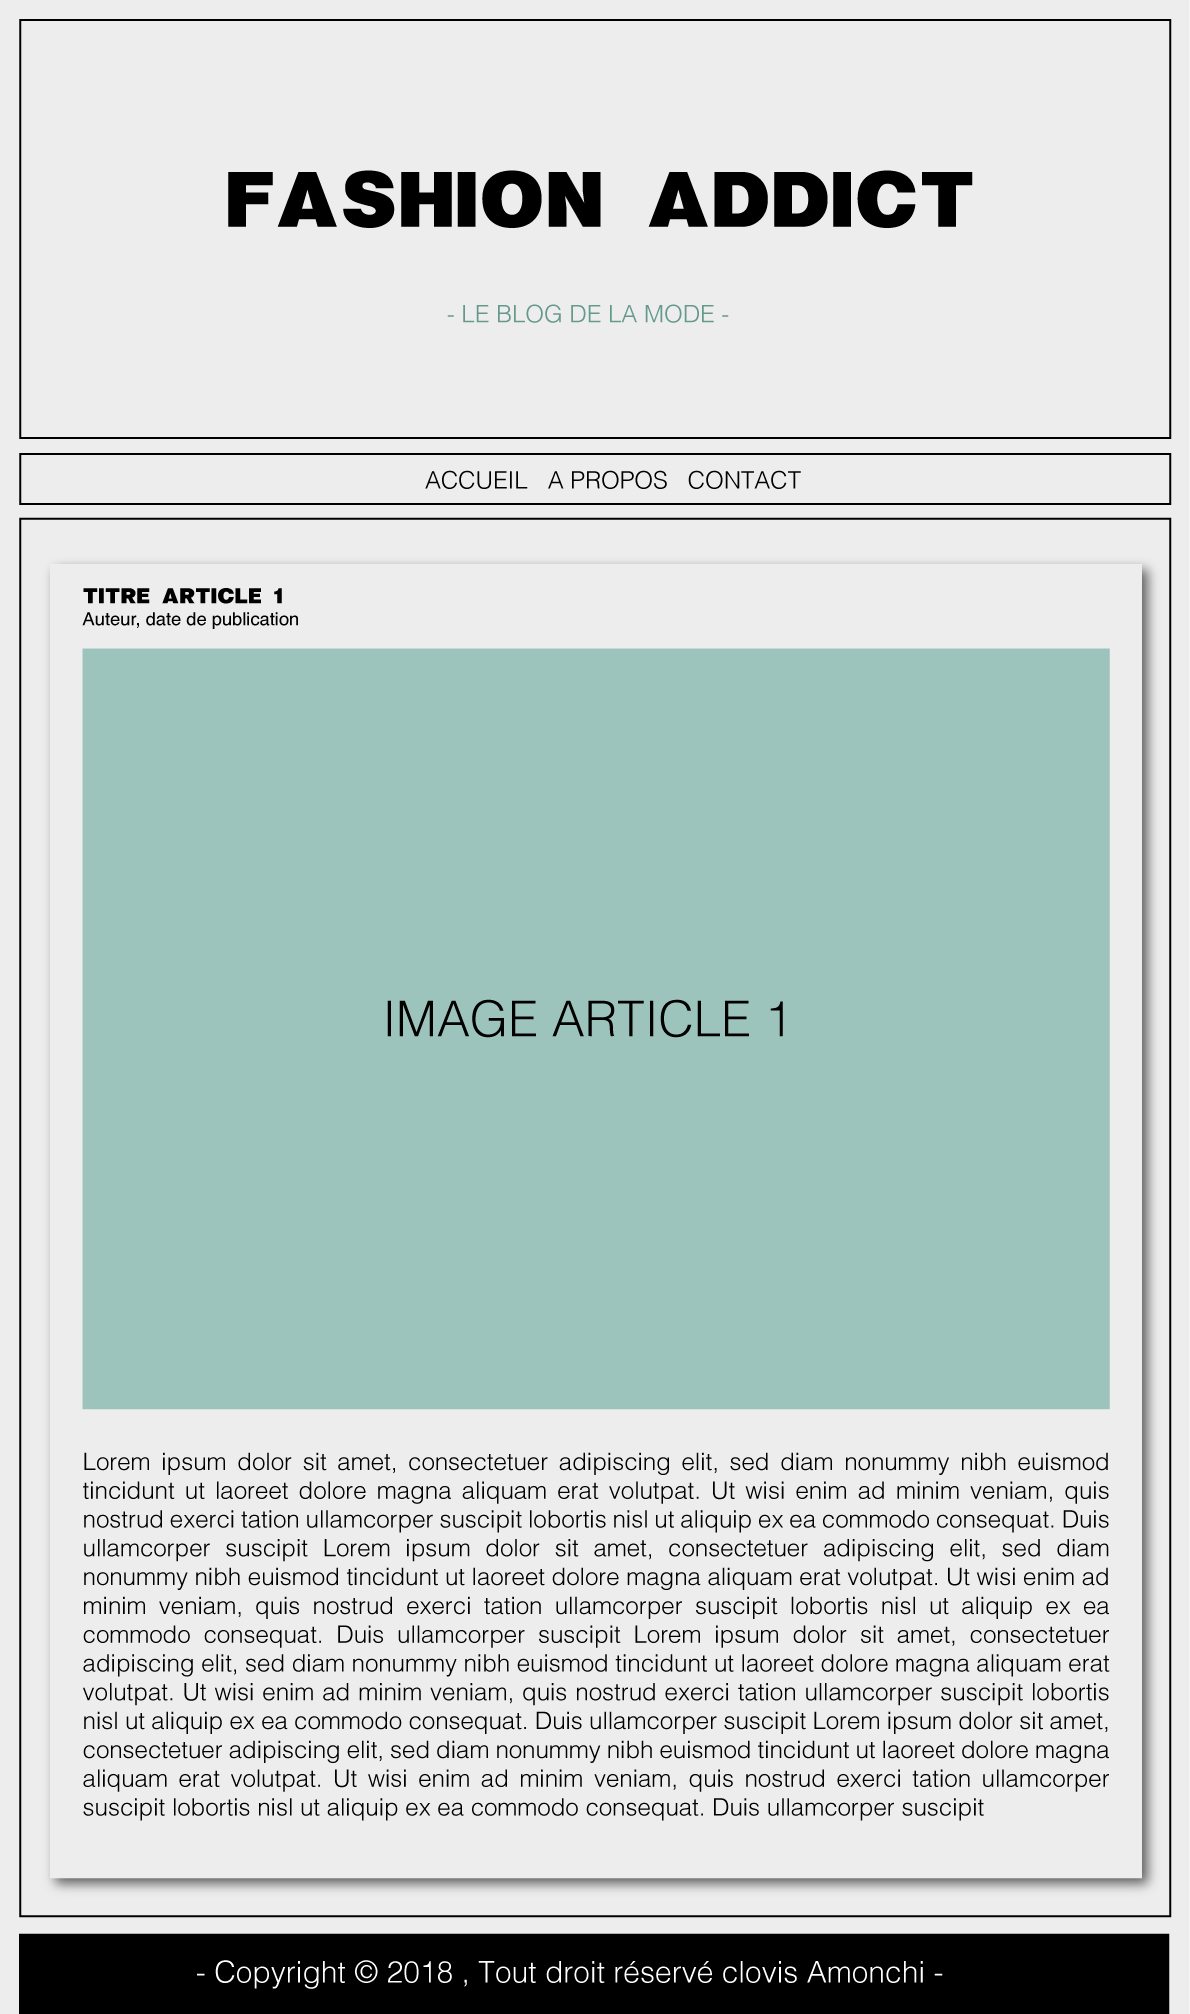 FASHION ADDICT
- LE BLOG DE LA MODE -
ACCUEIL A PROPOS CONTACT
TITRE ARTICLE 1
Auteur, date de publication
IMAGE ARTICLE 1
Lorem ipsum dolor sit amet, consectetuer adipiscing elit, sed diam nonummy nibh euismod
tincidunt ut laoreet dolore magna aliquam erat volutpat. Ut wisi enim ad minim veniam, quis
nostrud exerci tation ullamcorper suscipit lobortis nisl ut aliquip ex ea commodo consequat. Duis
ullamcorper suscipit Lorem ipsum dolor sit amet, consectetuer adipiscing elit, sed diam
nonummy nibh euismod tincidunt ut laoreet dolore magna aliquam erat volutpat. Ut wisi enim ad
minim veniam, quis nostrud exerci tation ullamcorper suscipit lobortis nisl ut aliquip ex ea
commodo consequat. Duis ullamcorper suscipit Lorem ipsum dolor sit amet, consectetuer
adipiscing elit, sed diam nonummy nibh euismod tincidunt ut laoreet dolore magna aliquam erat
volutpat. Ut wisi enim ad minim veniam, quis nostrud exerci tation ullamcorper suscipit lobortis
nisl ut aliquip ex ea commodo consequat. Duis ullamcorper suscipit Lorem ipsum dolor sit amet,
consectetuer adipiscing elit, sed diam nonummy nibh euismod tincidunt ut laoreet dolore magna
aliquam erat volutpat. Ut wisi enim ad minim veniam, quis nostrud exerci tation ullamcorper
suscipit lobortis nisl ut aliquip ex ea commodo consequat. Duis ullamcorper suscipit
- Copyright © 2018 , Tout droit réservé clovis Amonchi -